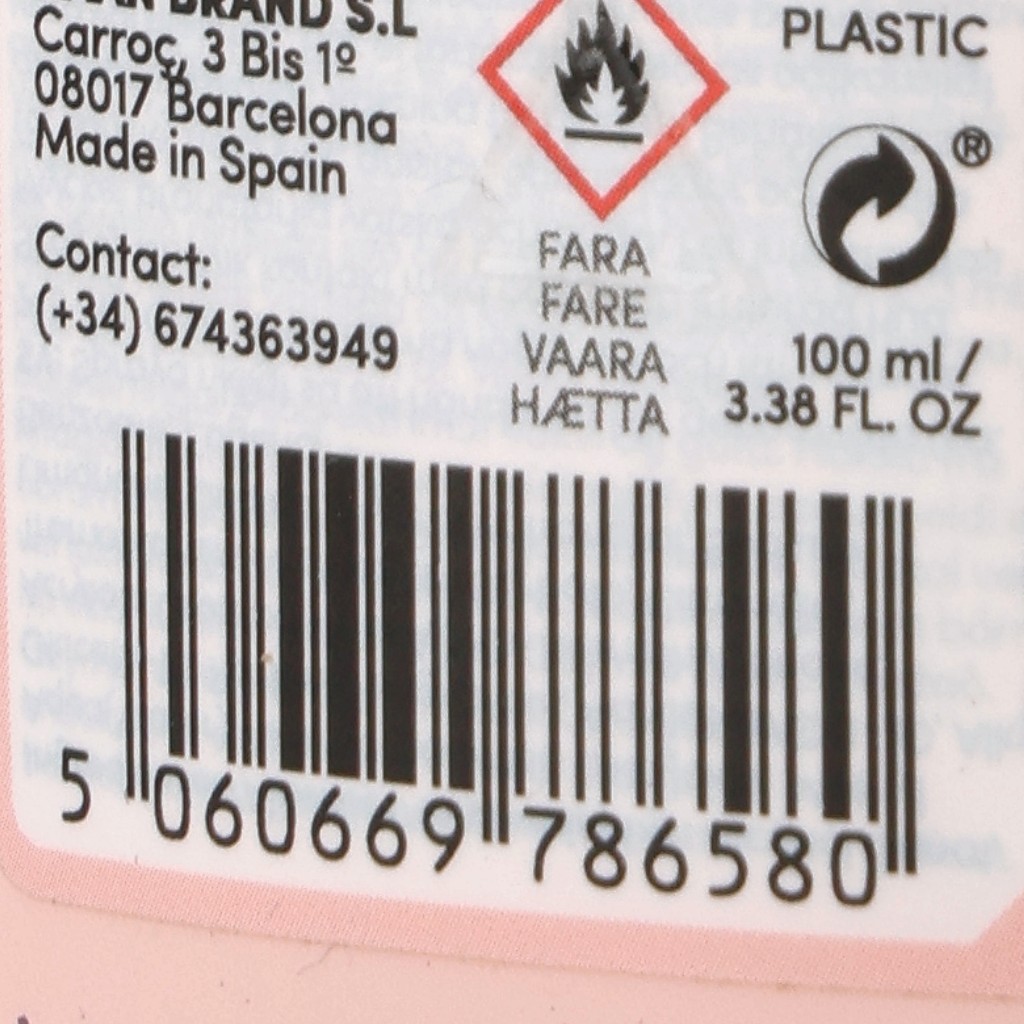 BRAND S.L
Carroç, 3 Bis 1º
08017 Barcelona
Made in Spain
Contact:
(+34) 674363949
FARA
FARE
VAARA
HÆTTA
PLASTIC
®
100 ml /
3.38 FL. OZ
5 060669 786580